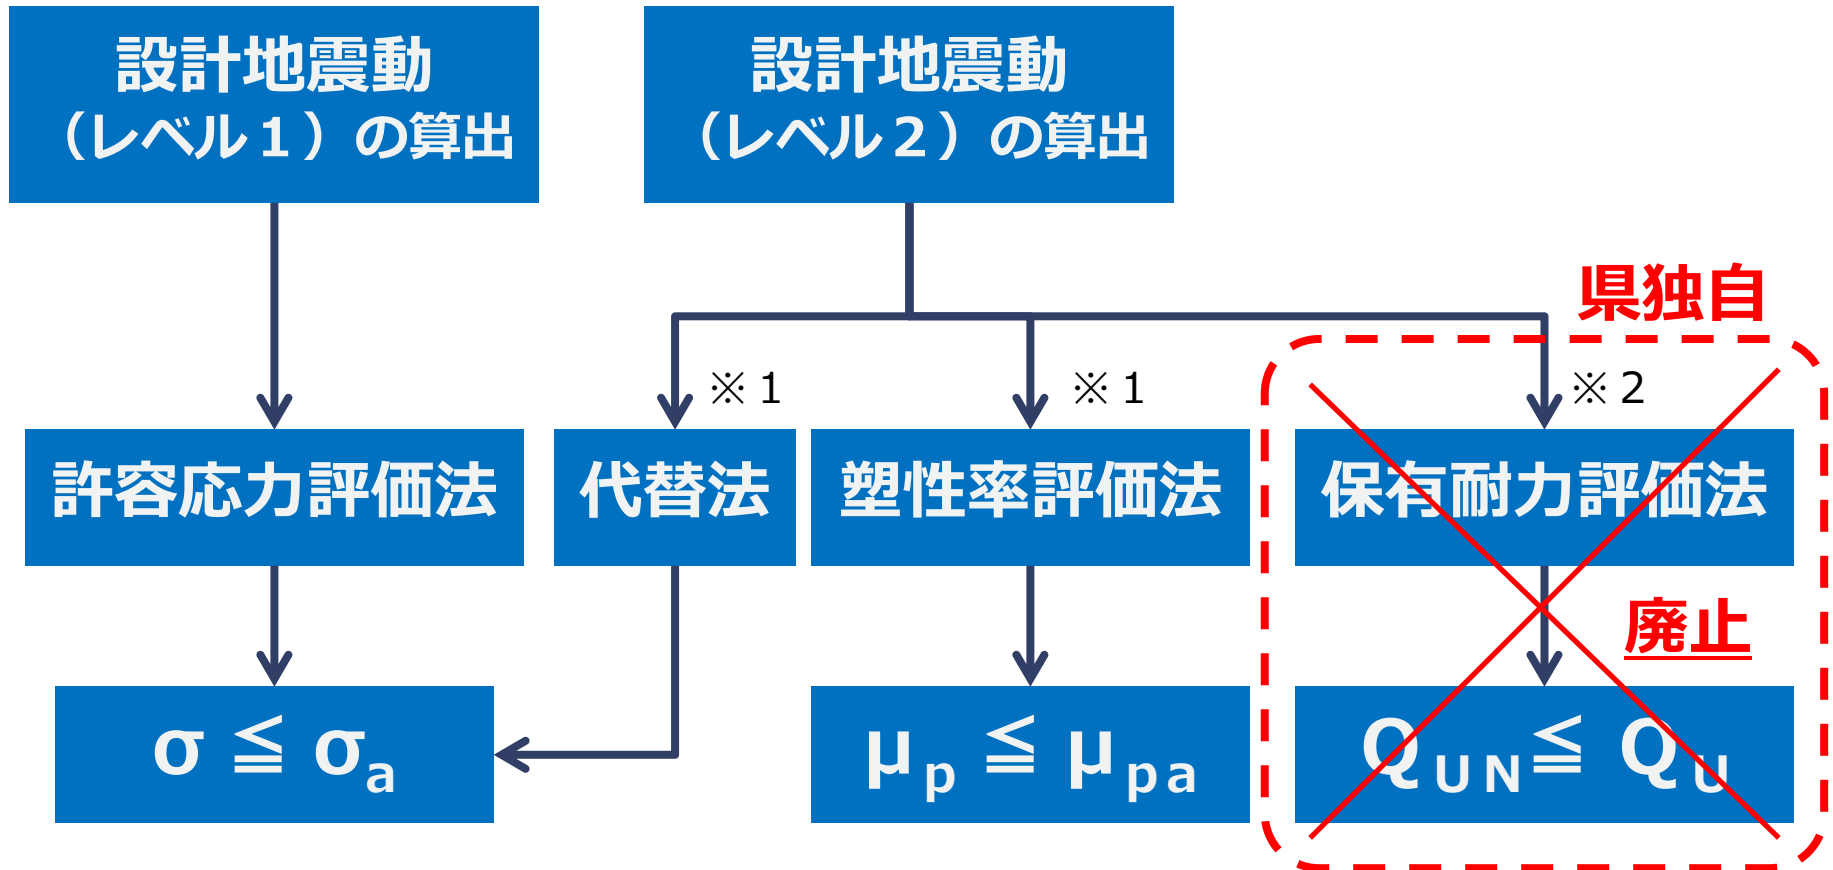 設計地震動
（レベル１）の算出
設計地震動
（レベル２）の算出
県独自
※１
※１
※２
許容応力評価法
代替法
塑性率評価法
保有耐力評価法
廃止
σ ≦ σa
μp ≦ μpa
QUN≦ QU